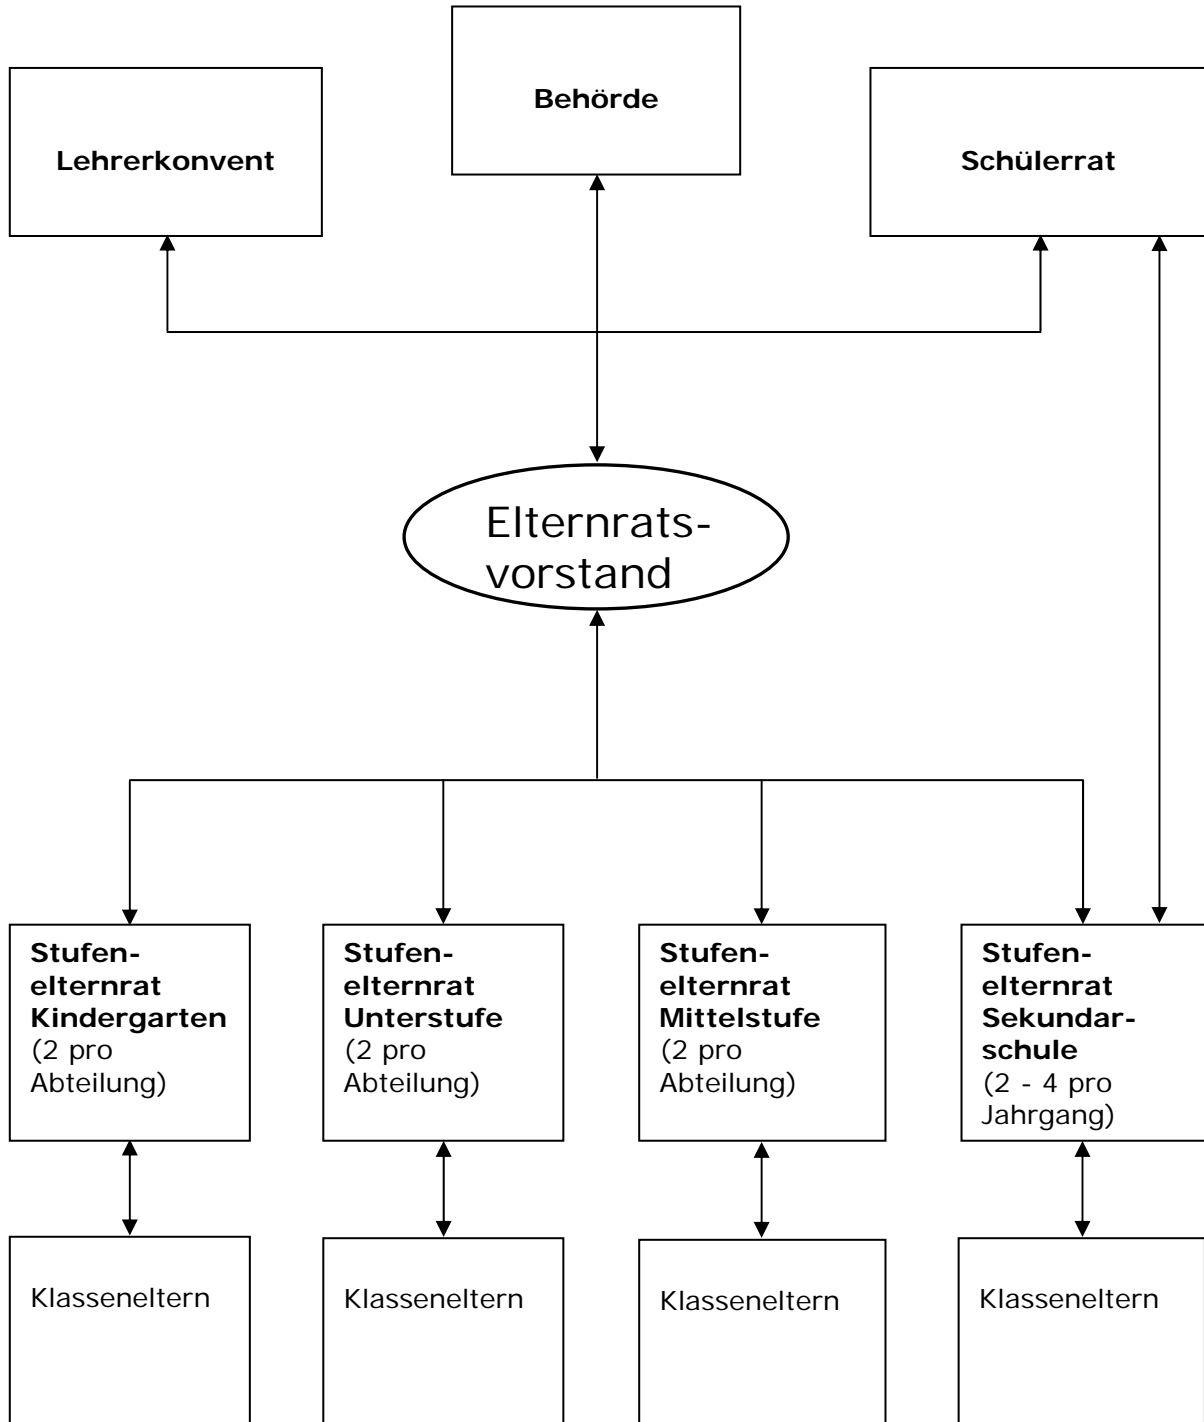 Behörde
Lehrerkonvent
Schülerrat
Elternrats-
vorstand
Stufen-
elternrat
Kindergarten
(2 pro
Abteilung)
Stufen-
elternrat
Unterstufe
(2 pro
Abteilung)
Stufen-
elternrat
Mittelstufe
(2 pro
Abteilung)
Stufen-
elternrat
Sekundar-
schule
(2 - 4 pro
Jahrgang)
Klasseneltern
Klasseneltern
Klasseneltern
Klasseneltern